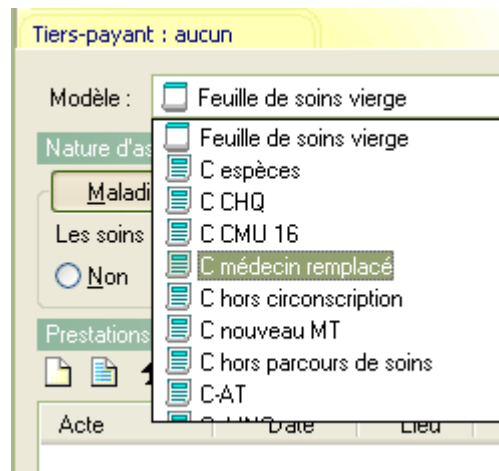 Tiers-payant : aucun
Modèle :
Feuille de soins vierge
Nature d'as
Feuille de soins vierge
C espèces
Maladi
C CHQ
Les soins
C CMU 16
Non
C médecin remplacé
C hors circonscription
Prestations
C nouveau MT
C hors parcours de soins
C-AT
Acte
Date
Lieu